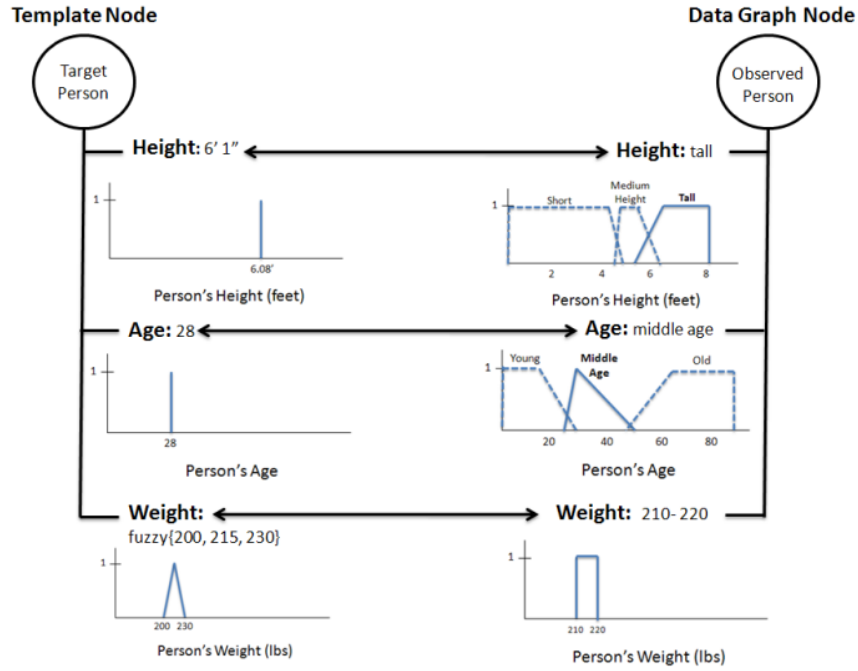 Template Node
Data Graph Node
Target
Person
Observed
Person
Height: 6' 1"
Height: tall
1
6.08'
Person's Height (feet)
1
Short
Medium
Height
Tall
2 4 6 8
Person's Height (feet)
Age: 28
Age: middle age
1
28
Person's Age
1
Young
Middle
Age
Old
20 40 60 80
Person's Age
Weight:
fuzzy{200, 215, 230}
Weight: 210- 220
1
200 230
Person's Weight (lbs)
1
210 220
Person's Weight (lbs)